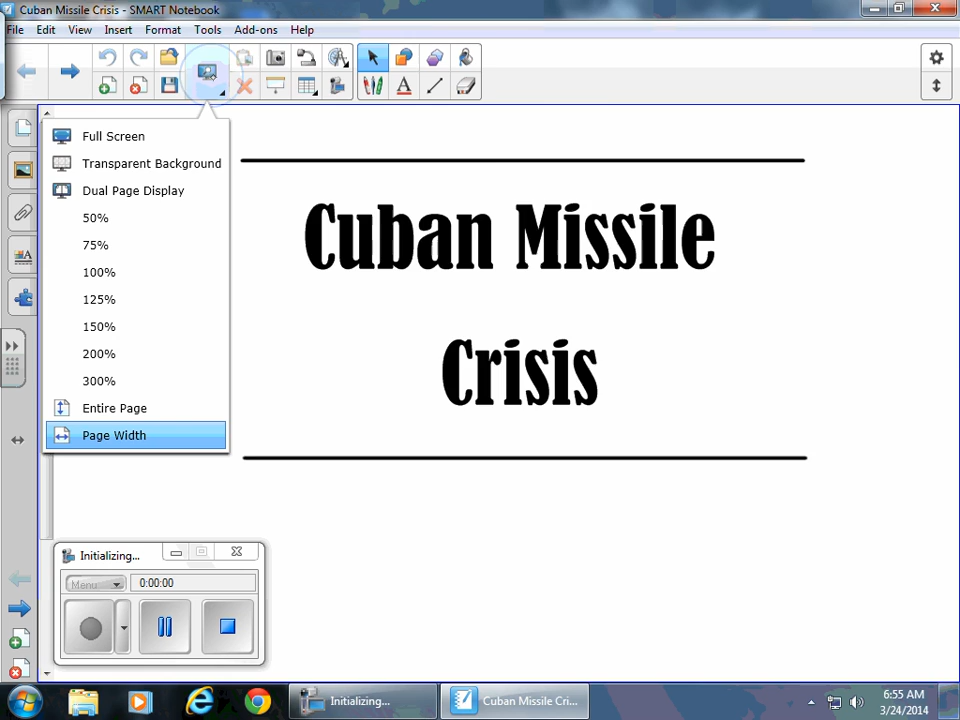 Cuban Missile Crisis - SMART Notebook
File Edit View Insert Format Tools Add-ons Help
Full Screen
Transparent Background
Dual Page Display
50%
75%
100%
125%
150%
200%
300%
Entire Page
Page Width
Cuban Missile
Crisis
Initializing...
Menu 0:00:00
Initializing... Cuban Missile Cri...
6:55 AM
3/24/2014